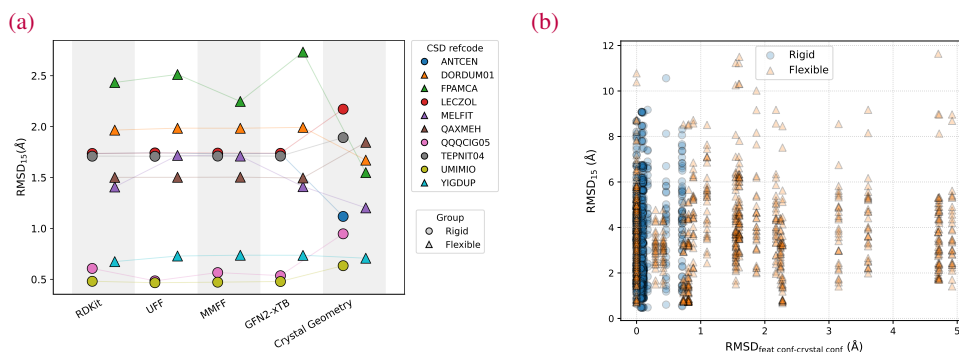 (a)
RMSD15(Å)
2.5
2.0
1.5
1.0
0.5
RDKit
UFF
MMFF
GFN2-xTB
Crystal Geometry
CSD refcode
ANTCEN
DORDUM01
FPAMCA
LECZOL
MELFIT
QAXMEH
QQQCIG05
TEPNIT04
UMIMIO
YIGDUP
Group
Rigid
Flexible
(b)
RMSD15 (Å)
12
10
8
6
4
2
0
Rigid
Flexible
0
1
2
3
4
5
RMSDfeat conf-crystal conf (Å)